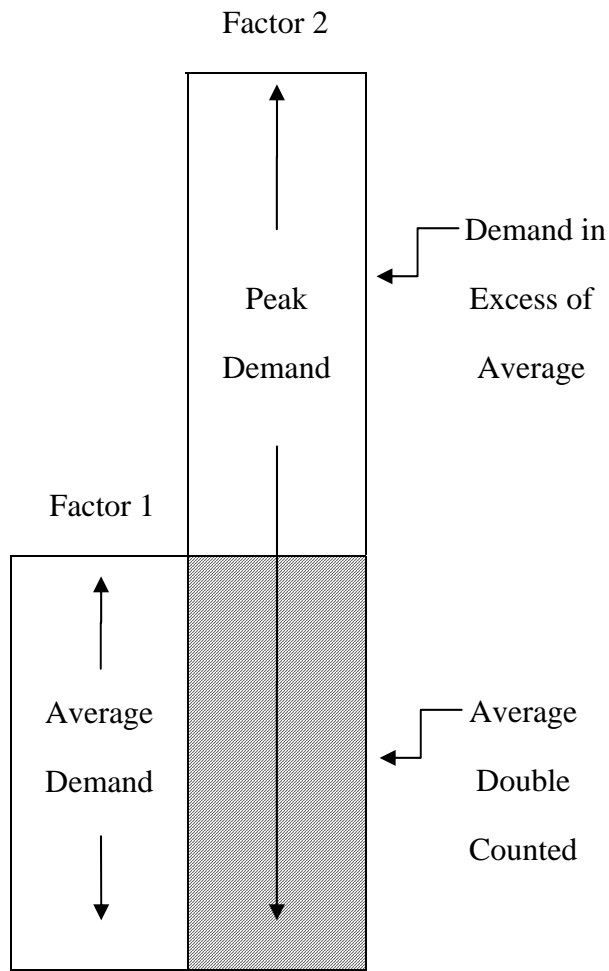 Factor 2
Demand in
Excess of
Average
Peak
Demand
Factor 1
Average
Demand
Average
Double
Counted